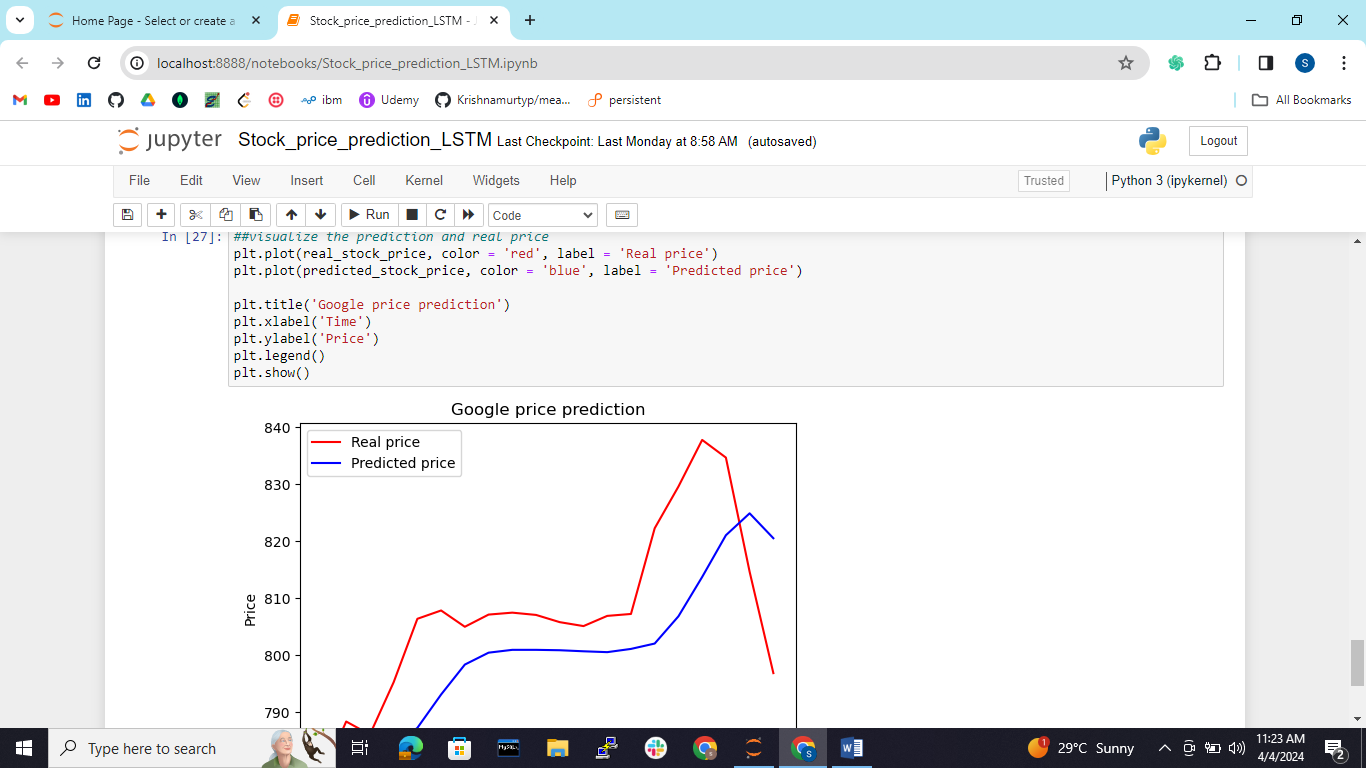 Home Page - Select or create a
Stock_price_prediction_LSTM - J
localhost:8888/notebooks/Stock_price_prediction_LSTM.ipynb
S
ibm
Udemy
Krishnamurtyp/mea...
persistent
All Bookmarks
jupyter
Stock_price_prediction_LSTM Last Checkpoint: Last Monday at 8:58 AM (autosaved)
Logout
File Edit View Insert Cell Kernel Widgets Help
Trusted
Python 3 (ipykernel)
Run
Code
In [27]:
##visualize the prediction and real price
plt.plot(real_stock_price, color = 'red', label = 'Real price')
plt.plot(predicted_stock_price, color = 'blue', label = 'Predicted price')
plt.title('Google price prediction')
plt.xlabel('Time')
plt.ylabel('Price')
plt.legend()
plt.show()
Google price prediction
Real price
Predicted price
840
830
820
810
800
790
Price
Type here to search
MySQL
S
1
29°C Sunny
11:23 AM
4/4/2024
2